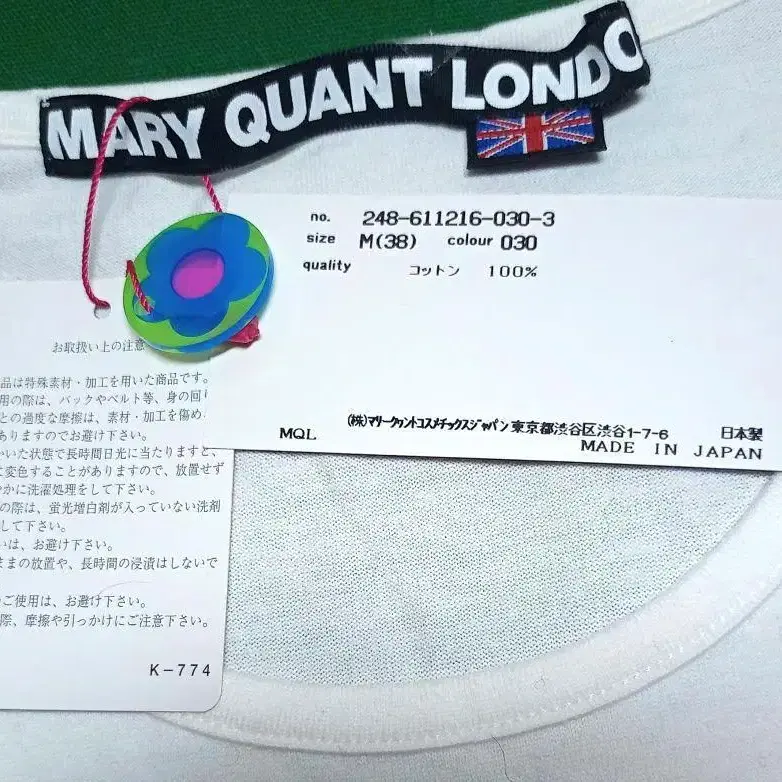 MARY QUANT LONDO
no. 248-611216-030-3
size M(38) colour 030
quality コットン 100%
(株)マリークヮントコスメチックスジャパン 東京都渋谷区渋谷1-7-6 日本製
MQL MADE IN JAPAN
お取扱い上の注意
品は特殊素材・加工を用いた商品です。
用の際は、バックやベルト等、身の回り
との過度な摩擦は、素材・加工を傷め
ありますのでお避け下さい。
いた状態で長時間日光に当たりますと、
変色することがありますので、放置せず
やかに洗濯処理をして下さい。
の際は、蛍光増白剤が入っていない洗剤
して下さい。
いは、お避け下さい。
ままの放置や、長時間の浸漬はしないで
ご使用は、お避け下さい。
際、摩擦や引っかけにご注意下さい。
K-774